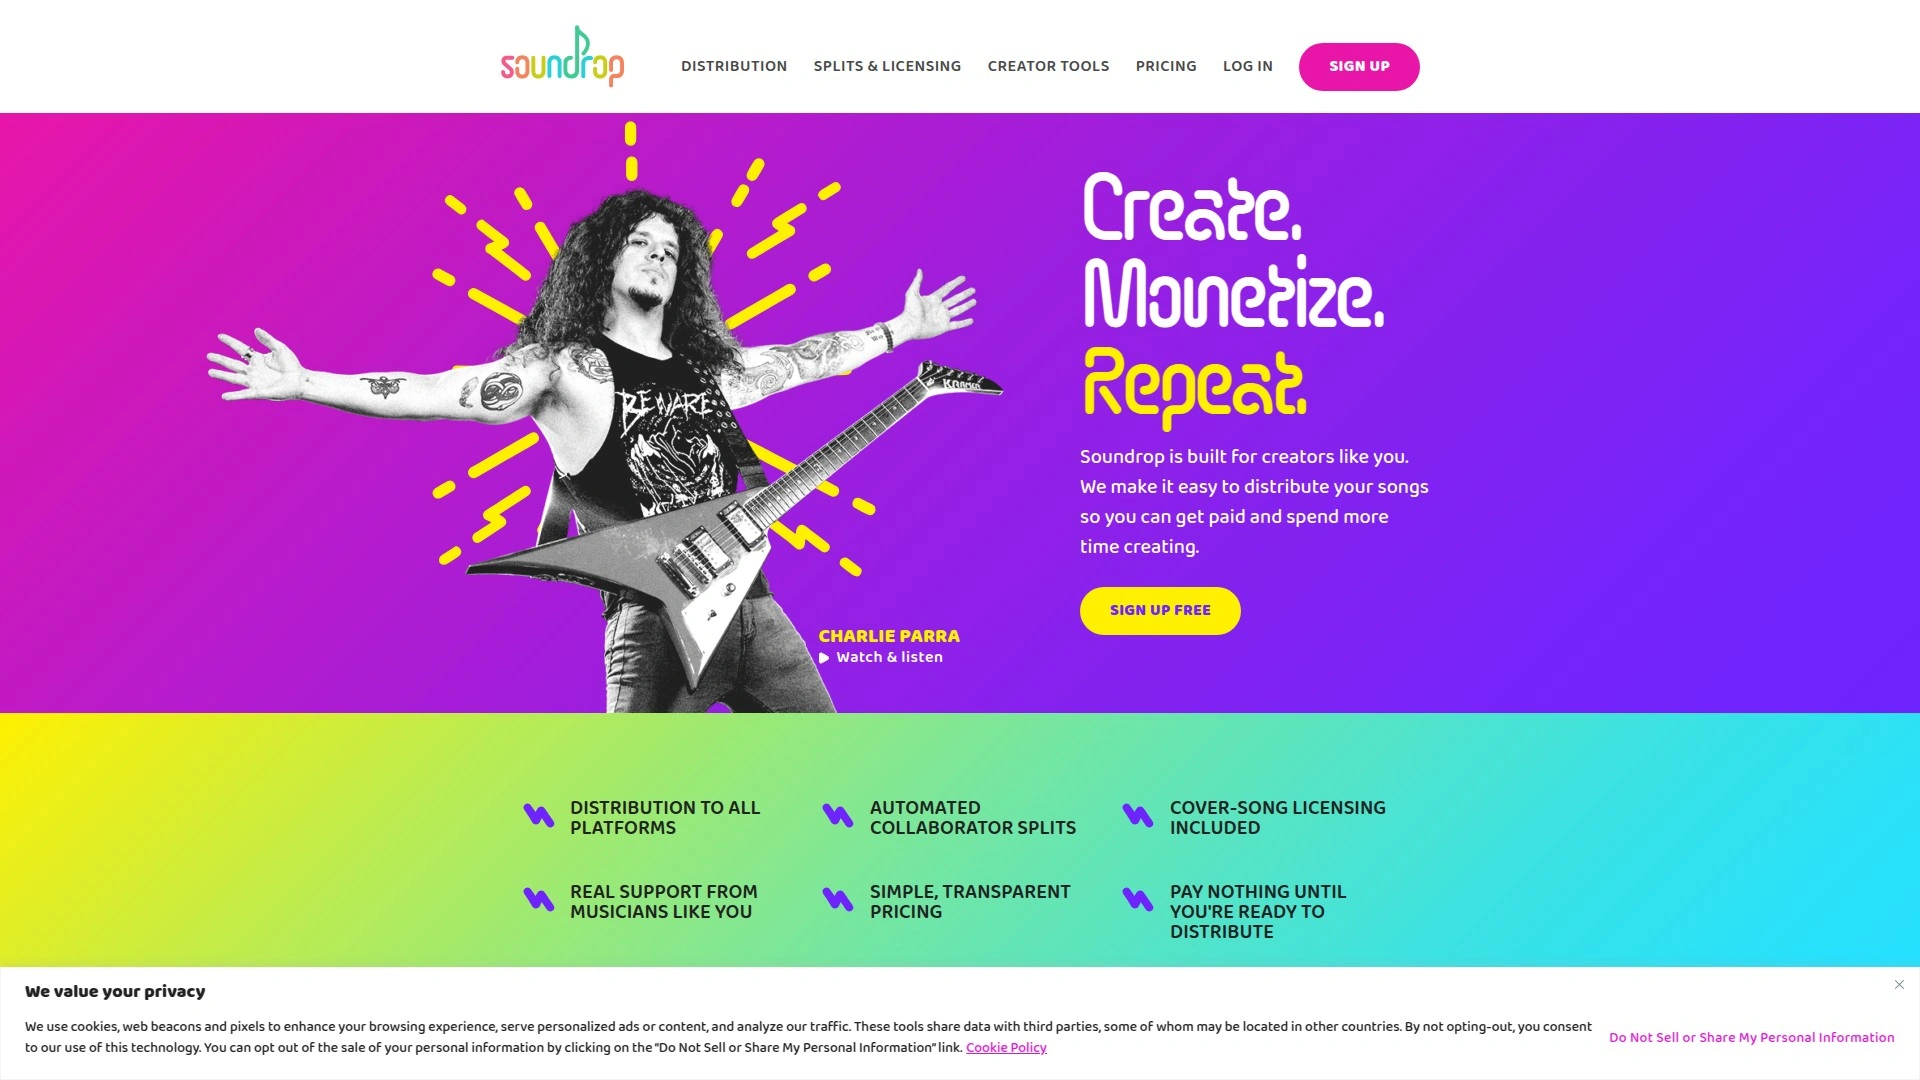 soundrop
DISTRIBUTION
SPLITS & LICENSING
CREATOR TOOLS
PRICING
LOG IN
SIGN UP
Create.
Monetize.
Repeat.
Soundrop is built for creators like you.
We make it easy to distribute your songs
so you can get paid and spend more
time creating.
SIGN UP FREE
KRAMER
BEWARE
CHARLIE PARRA
Watch & listen
DISTRIBUTION TO ALL
PLATFORMS
AUTOMATED
COLLABORATOR SPLITS
COVER-SONG LICENSING
INCLUDED
REAL SUPPORT FROM
MUSICIANS LIKE YOU
SIMPLE, TRANSPARENT
PRICING
PAY NOTHING UNTIL
YOU'RE READY TO
DISTRIBUTE
We value your privacy
We use cookies, web beacons and pixels to enhance your browsing experience, serve personalized ads or content, and analyze our traffic. These tools share data with third parties, some of whom may be located in other countries. By not opting-out, you consent
to our use of this technology. You can opt out of the sale of your personal information by clicking on the “Do Not Sell or Share My Personal Information” link. Cookie Policy
Do Not Sell or Share My Personal Information